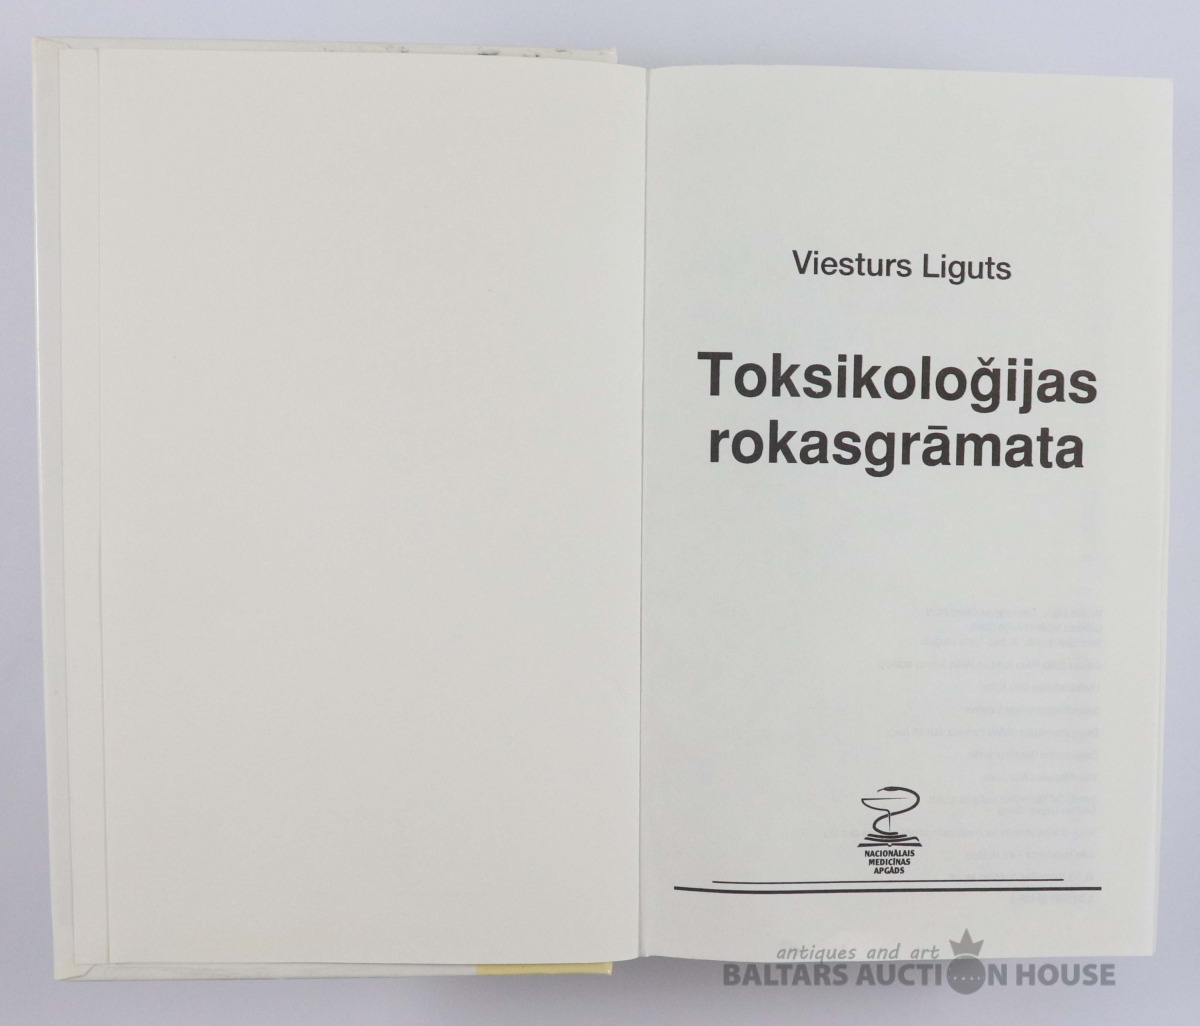 Viesturs Liguts
Toksikoloģijas
rokasgrāmata
NACIONĀLAIS
MEDICĪNAS
APGĀDS
antiques and art
BALTARS AUCTION HOUSE